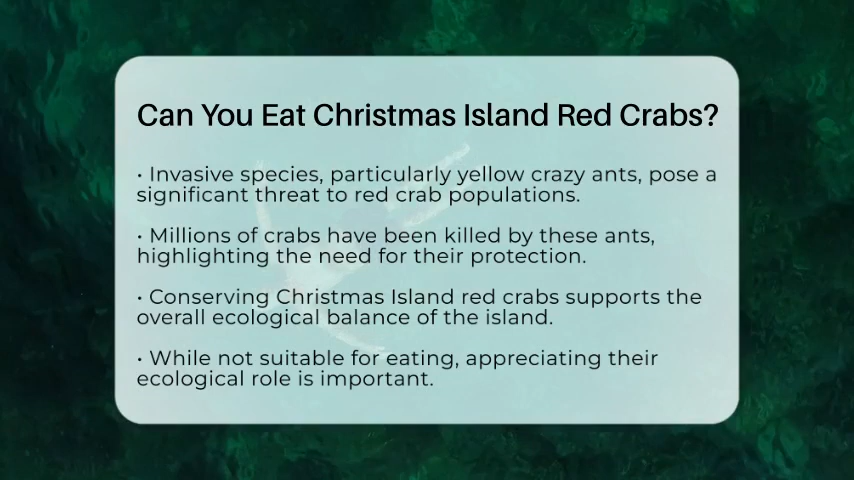 Can You Eat Christmas Island Red Crabs?
• Invasive species, particularly yellow crazy ants, pose a
significant threat to red crab populations.
• Millions of crabs have been killed by these ants,
highlighting the need for their protection.
• Conserving Christmas Island red crabs supports the
overall ecological balance of the island.
• While not suitable for eating, appreciating their
ecological role is important.